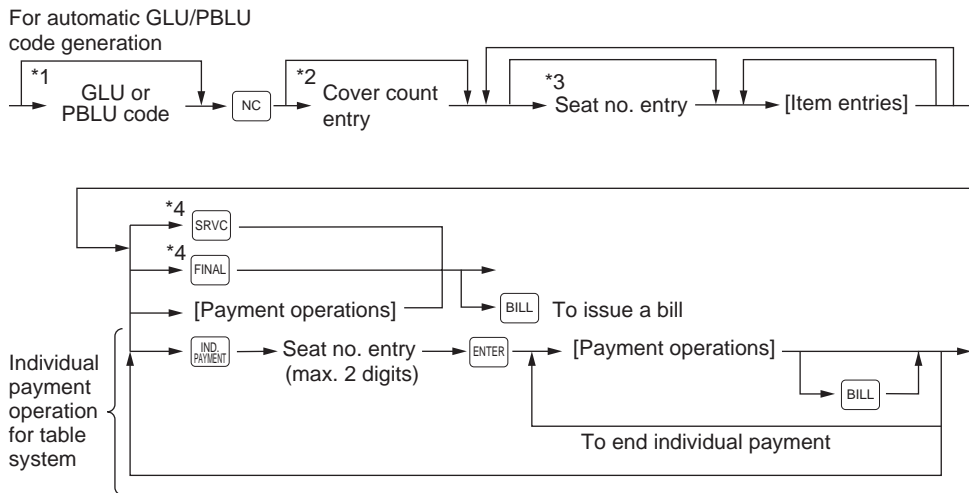 For automatic GLU/PBLU
code generation
*1
GLU or
PBLU code
NC
*2
Cover count
entry
*3
Seat no. entry
[Item entries]
*4
SRVC
*4
FINAL
[Payment operations]
BILL
To issue a bill
Individual
payment
operation
for table
system
IND.
PAYMENT
Seat no. entry
(max. 2 digits)
ENTER
[Payment operations]
BILL
To end individual payment